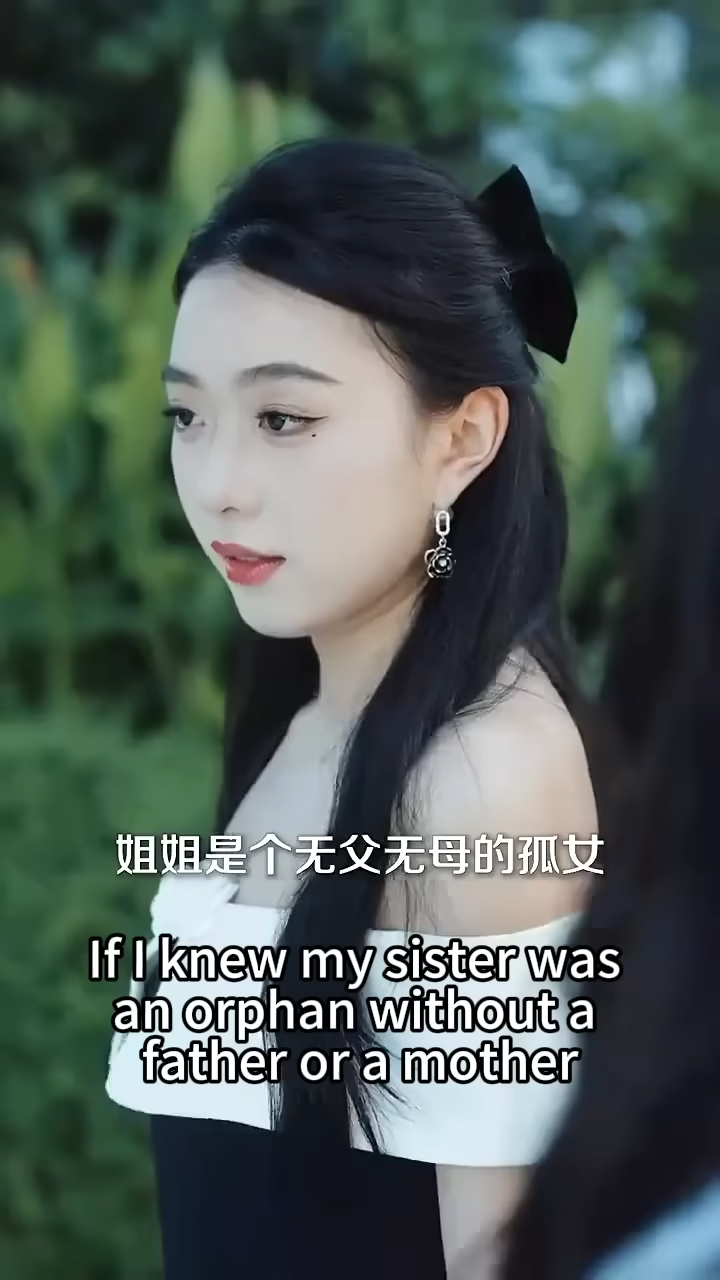 姐姐是个无父无母的孤女
If I knew my sister was
an orphan without a
father or a mother